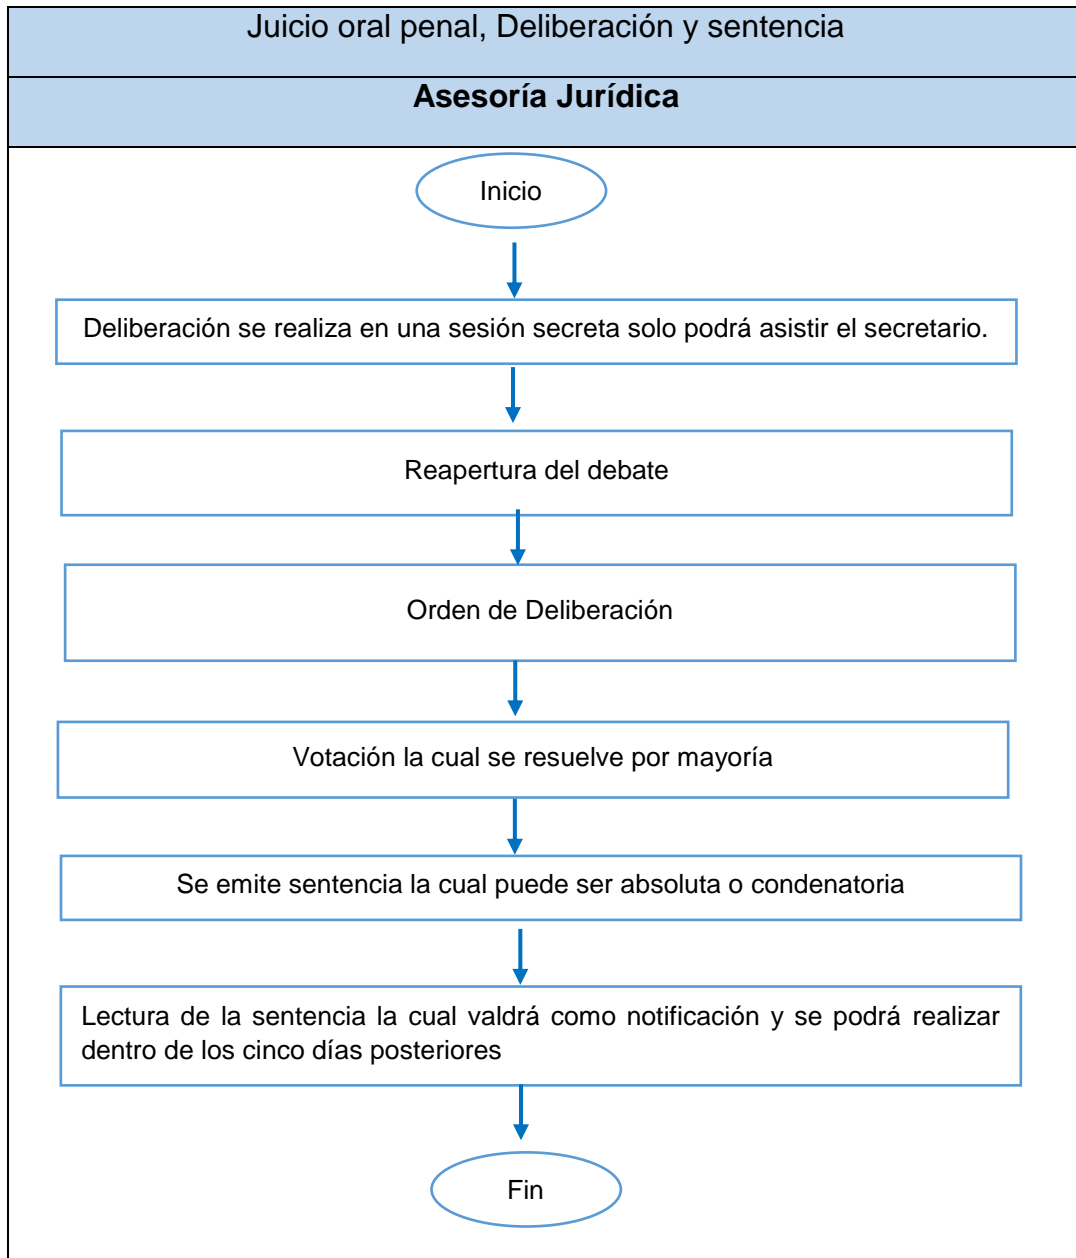 Juicio oral penal, Deliberación y sentencia
Asesoría Jurídica
Inicio
Deliberación se realiza en una sesión secreta solo podrá asistir el secretario.
Reapertura del debate
Orden de Deliberación
Votación la cual se resuelve por mayoría
Se emite sentencia la cual puede ser absoluta o condenatoria
Lectura de la sentencia la cual valdrá como notificación y se podrá realizar
dentro de los cinco días posteriores
Fin